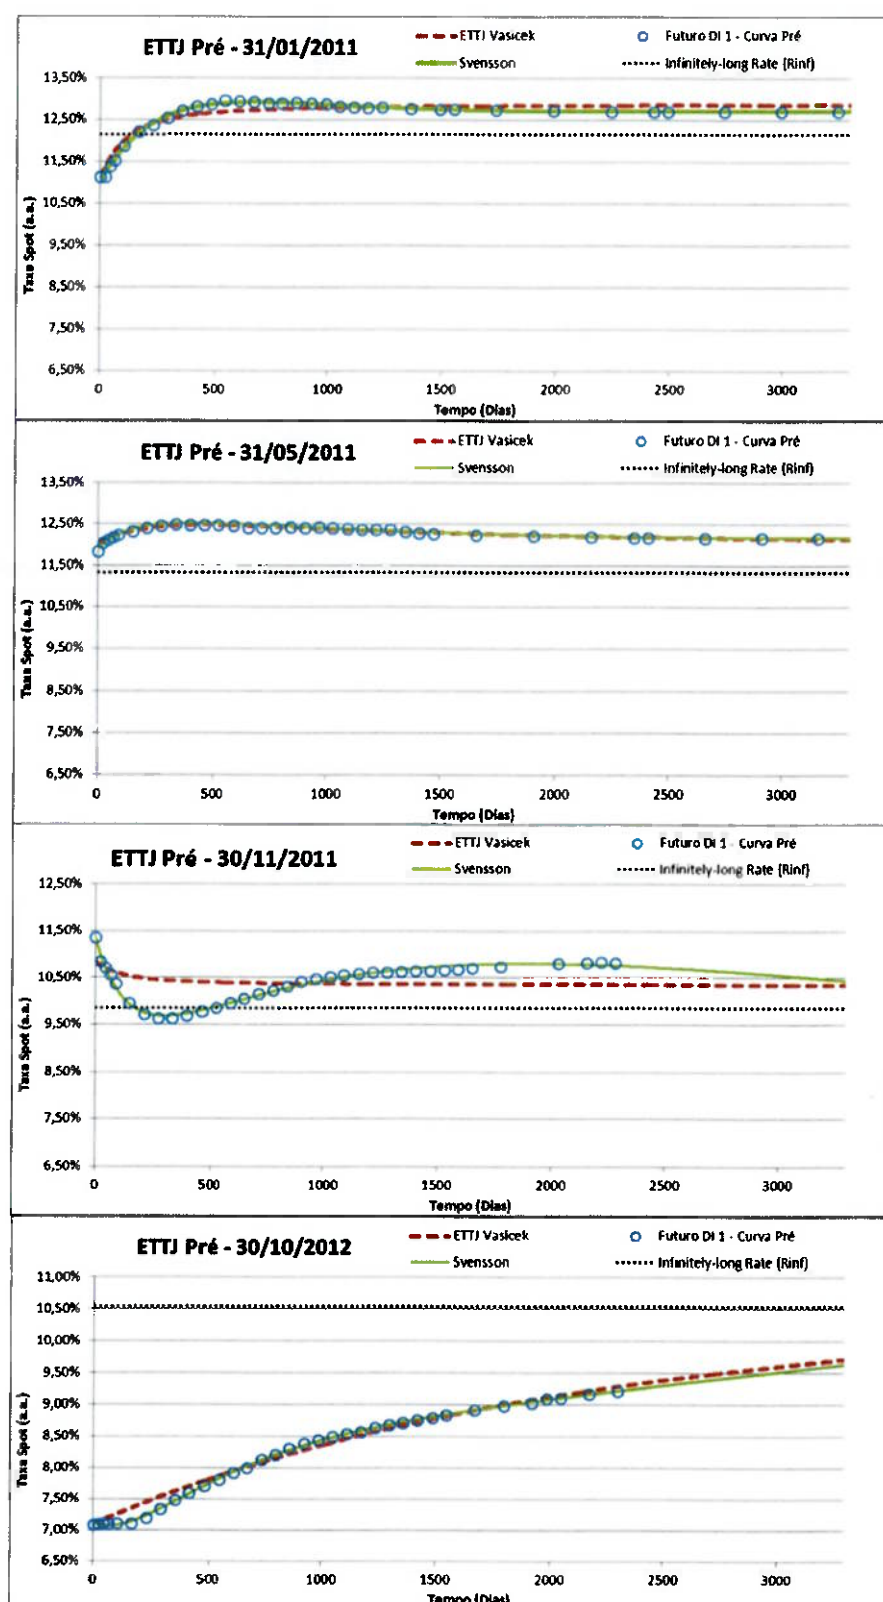 ETTJ Pré - 31/01/2011
ETTJ Vasicek
Futuro DI 1 - Curva Pré
Svensson
Infinitely-long Rate (Rinf)
13,50%
12,50%
11,50%
10,50%
9,50%
8,50%
7,50%
6,50%
Taxa Spot (a.a.)
0 500 1000 1500 2000 2500 3000
Tempo (Dias)
ETTJ Pré - 31/05/2011
ETTJ Vasicek
Futuro DI 1 - Curva Pré
Svensson
Infinitely-long Rate (Rinf)
13,50%
12,50%
11,50%
10,50%
9,50%
8,50%
7,50%
6,50%
Taxa Spot (a.a.)
0 500 1000 1500 2000 2500 3000
Tempo (Dias)
ETTJ Pré - 30/11/2011
ETTJ Vasicek
Futuro DI 1 - Curva Pré
Svensson
Infinitely-long Rate (Rinf)
12,50%
11,50%
10,50%
9,50%
8,50%
7,50%
6,50%
Taxa Spot (a.a.)
0 500 1000 1500 2000 2500 3000
Tempo (Dias)
ETTJ Pré - 30/10/2012
ETTJ Vasicek
Futuro DI 1 - Curva Pré
Svensson
Infinitely-long Rate (Rinf)
11,00%
10,50%
10,00%
9,50%
9,00%
8,50%
8,00%
7,50%
7,00%
6,50%
Taxa Spot (a.a.)
0 500 1000 1500 2000 2500 3000
Tempo (Dias)